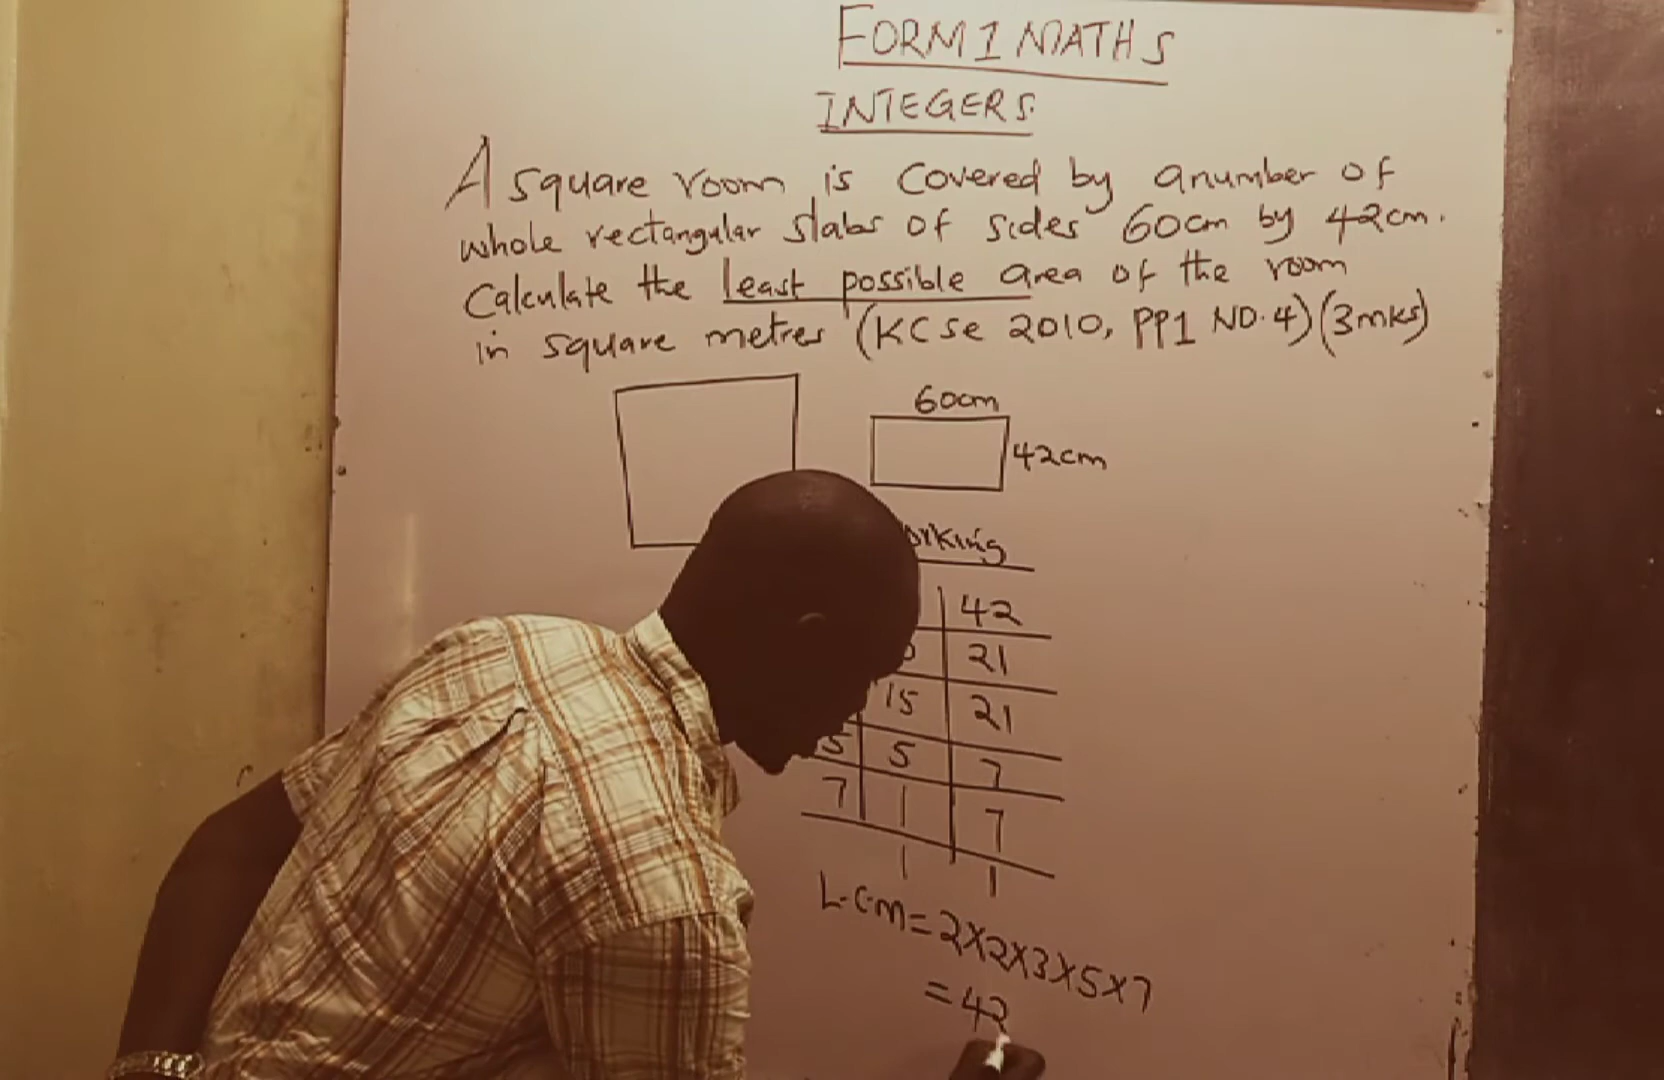 FORM 1 MATHS
INTEGERS
A square room is covered by anumber of
whole rectangular slabs of sides 60cm by 42cm.
Calculate the least possible area of the room
in square metres (KCSE 2010, PP1 NO.4)(3mks)
60cm
42cm
orking
42
21
15 21
5 5 7
7 1 7
1 1
L.C.M=2X2X3X5X7
=42